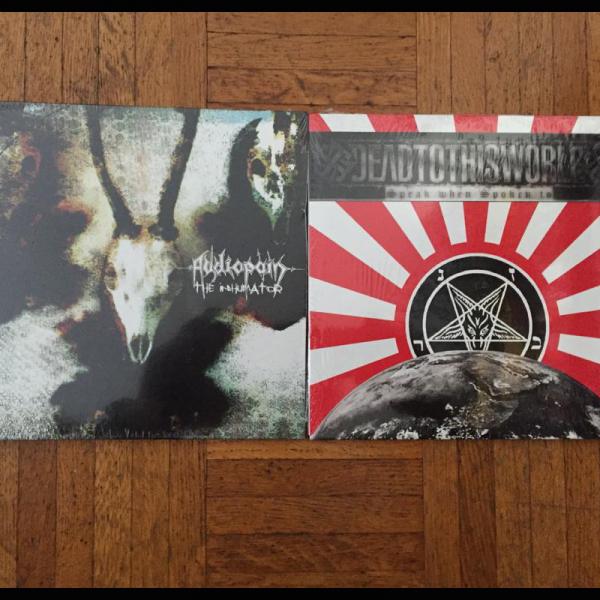 Audiopain
THE INHUMATOR
DEADTOTHISWORLD
Speak when Spoken to